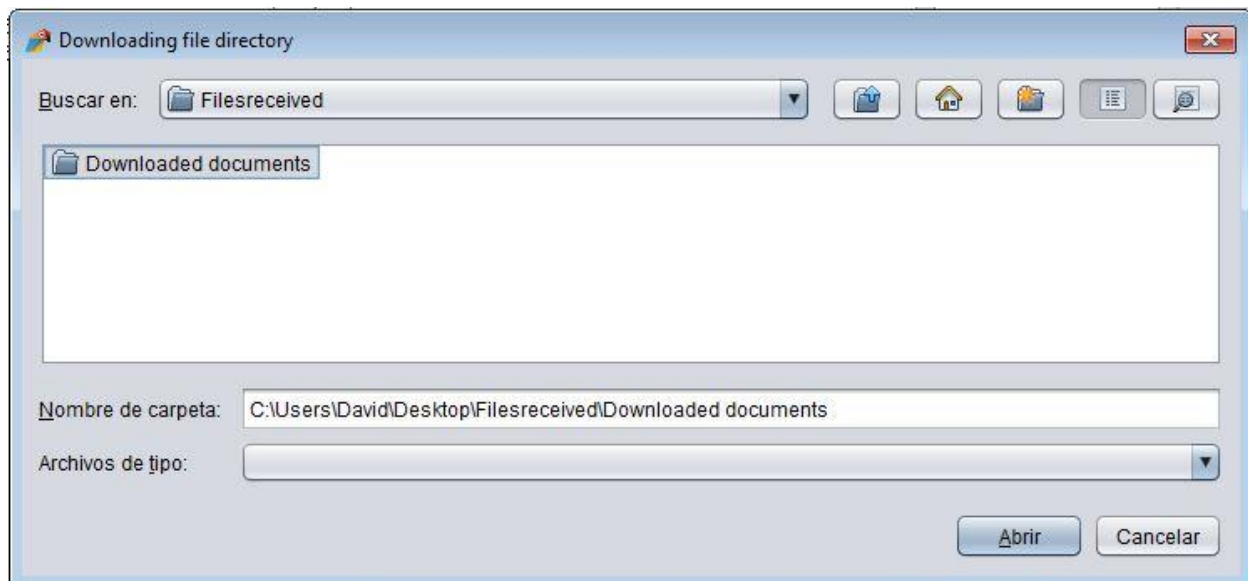 Downloading file directory
Buscar en: Filesreceived
Downloaded documents
Nombre de carpeta: C:\Users\David\Desktop\Filesreceived\Downloaded documents
Archivos de tipo:
Abrir Cancelar